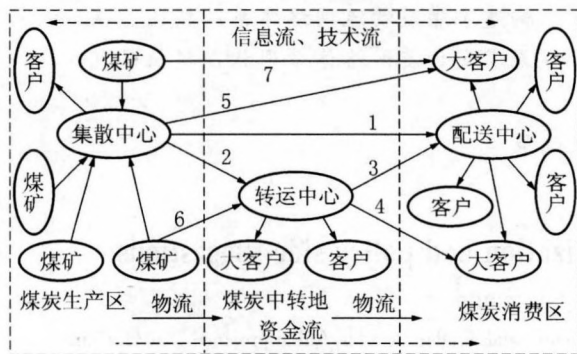 信息流、技术流
客户
煤矿
7
大客户
客户
5
集散中心
1
配送中心
2
3
煤矿
转运中心
客户
客户
6
4
煤矿
煤矿
大客户
客户
大客户
煤炭生产区
物流
煤炭中转地
物流
煤炭消费区
资金流